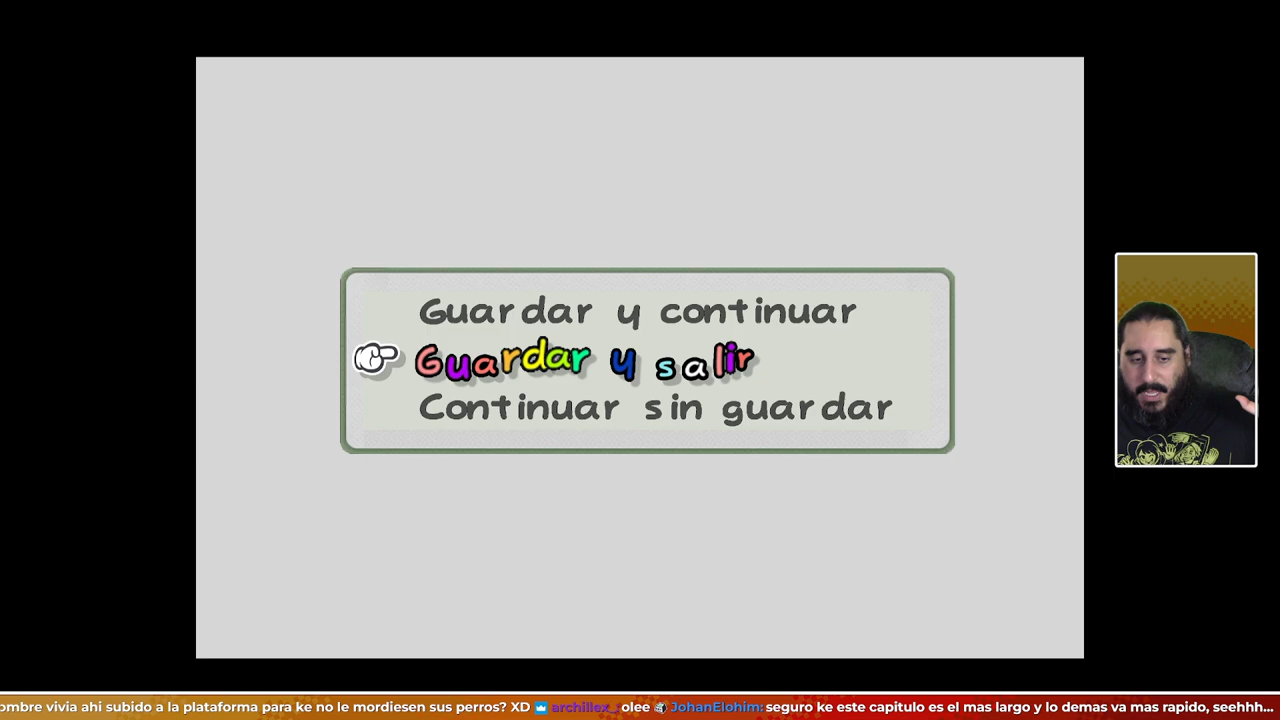 Guardar y continuar
Guardar y salir
Continuar sin guardar
ombre vivia ahi subido a la plataforma para ke no le mordiesen sus perros? XD archillex_: olee JohanElohim: seguro ke este capitulo es el mas largo y lo demas va mas rapido, seehhh...